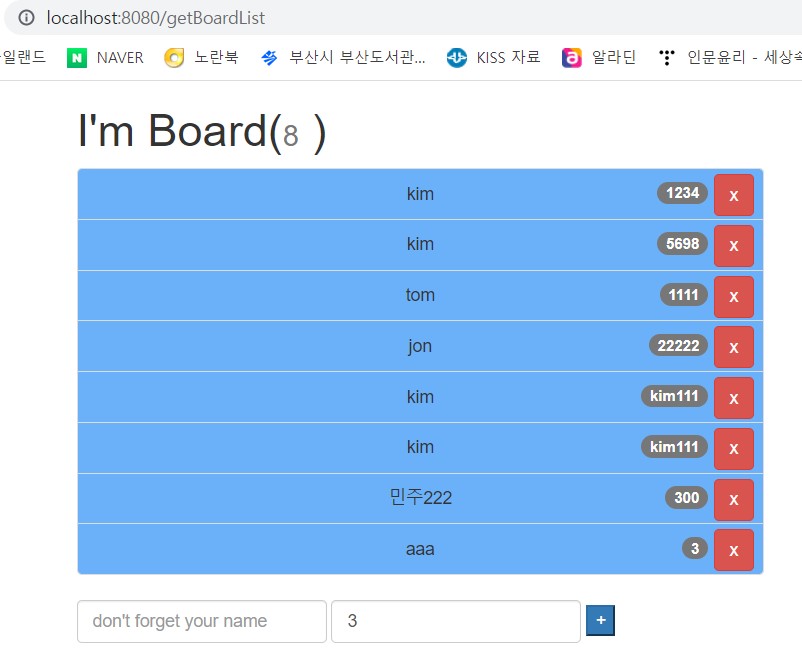 localhost:8080/getBoardList
일랜드 NAVER 노란북 부산시 부산도서관... KISS 자료 알라딘 인문윤리 - 세상속
I'm Board(8 )
kim 1234 x
kim 5698 x
tom 1111 x
jon 22222 x
kim kim111 x
kim kim111 x
민주222 300 x
aaa 3 x
don't forget your name 3 +